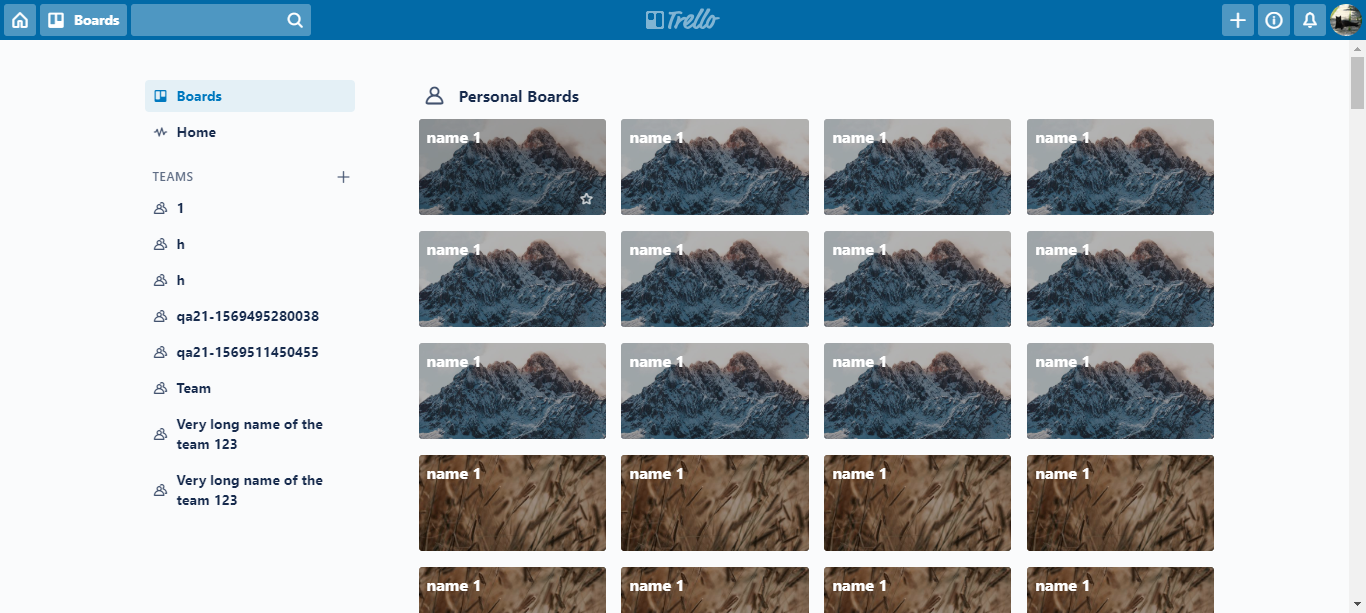 Boards
Trello
Boards
Home
TEAMS
1
h
h
qa21-1569495280038
qa21-1569511450455
Team
Very long name of the
team 123
Very long name of the
team 123
Personal Boards
name 1 name 1 name 1 name 1
name 1 name 1 name 1 name 1
name 1 name 1 name 1 name 1
name 1 name 1 name 1 name 1
name 1 name 1 name 1 name 1